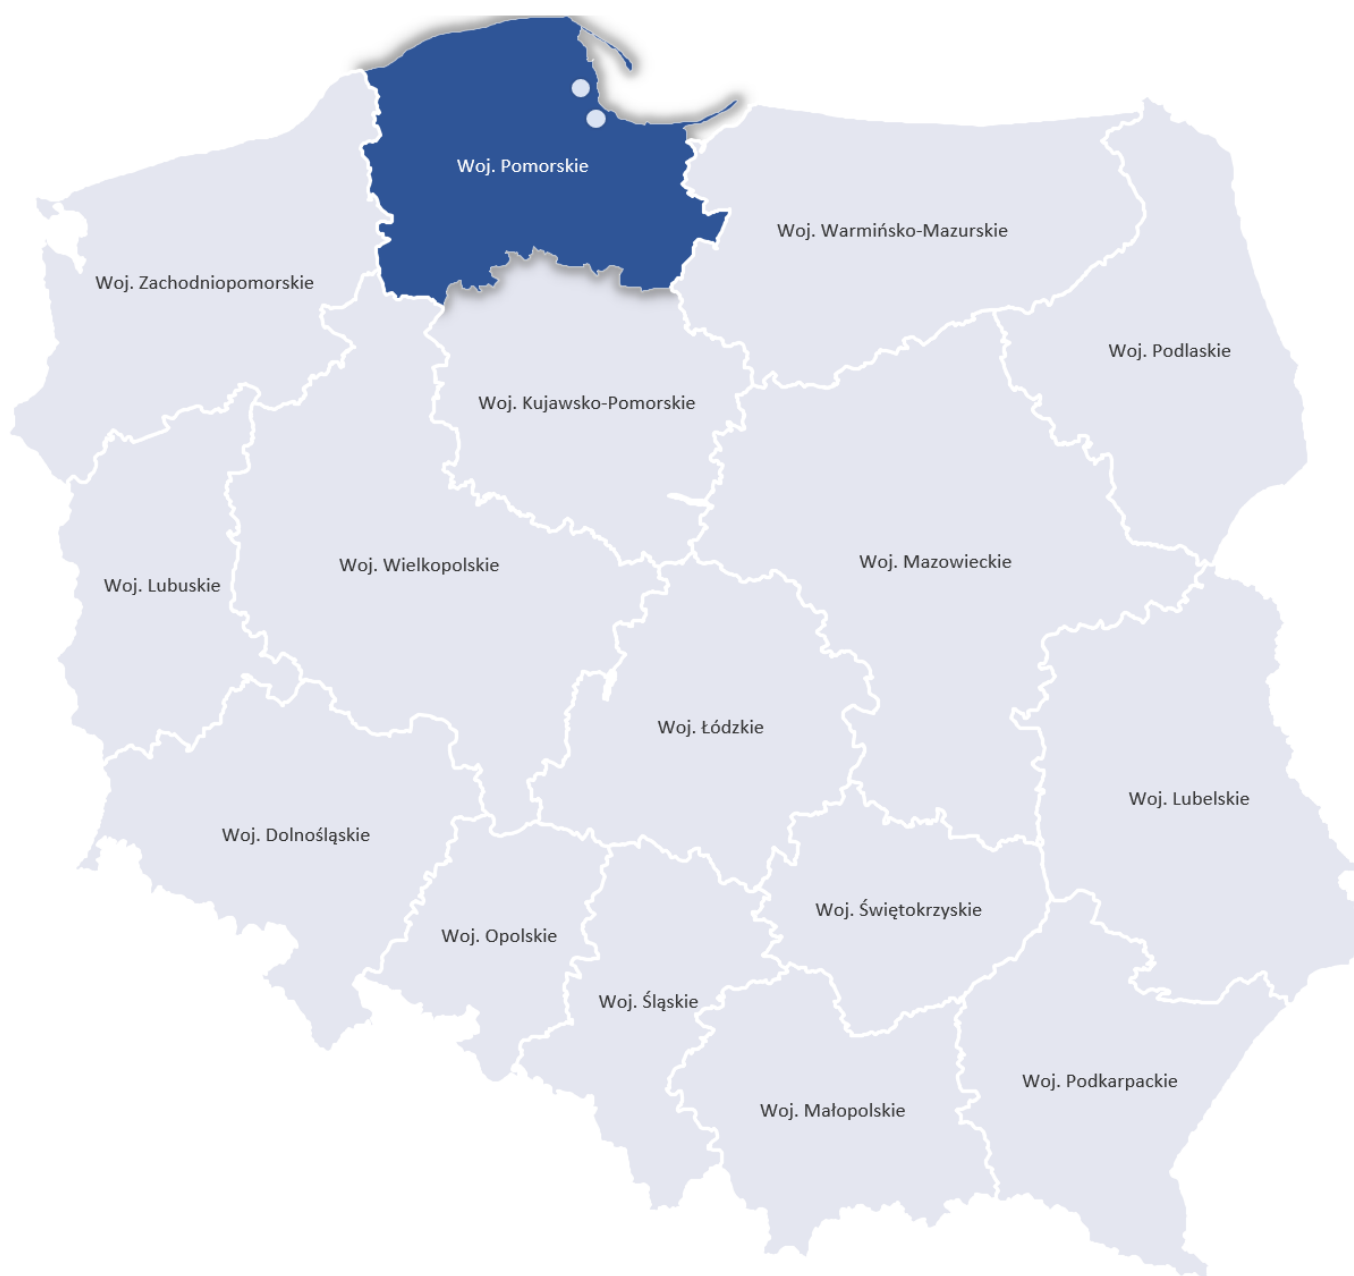 Woj. Pomorskie
Woj. Warmińsko-Mazurskie
Woj. Zachodniopomorskie
Woj. Podlaskie
Woj. Kujawsko-Pomorskie
Woj. Mazowieckie
Woj. Wielkopolskie
Woj. Lubuskie
Woj. Łódzkie
Woj. Lubelskie
Woj. Dolnośląskie
Woj. Świętokrzyskie
Woj. Opolskie
Woj. Śląskie
Woj. Podkarpackie
Woj. Małopolskie